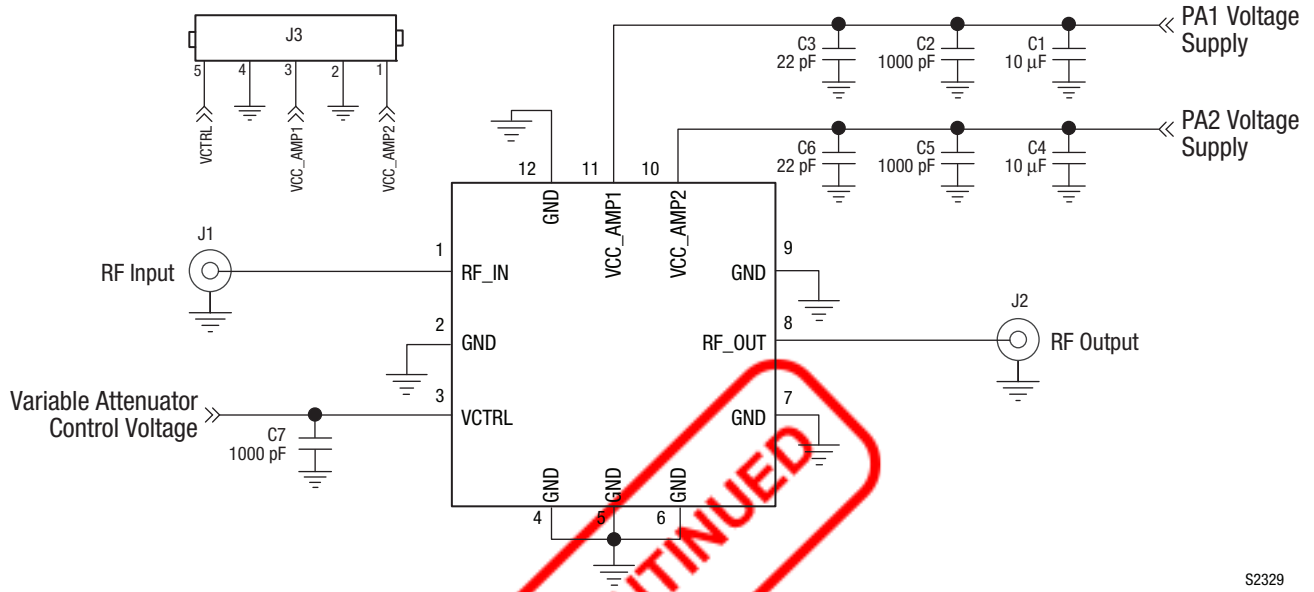 J3
5
4
3
2
1
VCTRL
VCC_AMP1
VCC_AMP2
PA1 Voltage
Supply
C3
22 pF
C2
1000 pF
C1
10 µF
PA2 Voltage
Supply
C6
22 pF
C5
1000 pF
C4
10 µF
12
11
10
GND
VCC_AMP1
VCC_AMP2
J1
RF Input
1
RF_IN
9
GND
2
GND
8
RF_OUT
J2
RF Output
Variable Attenuator
Control Voltage
3
VCTRL
C7
1000 pF
7
GND
GND
GND
GND
4
5
6
S2329